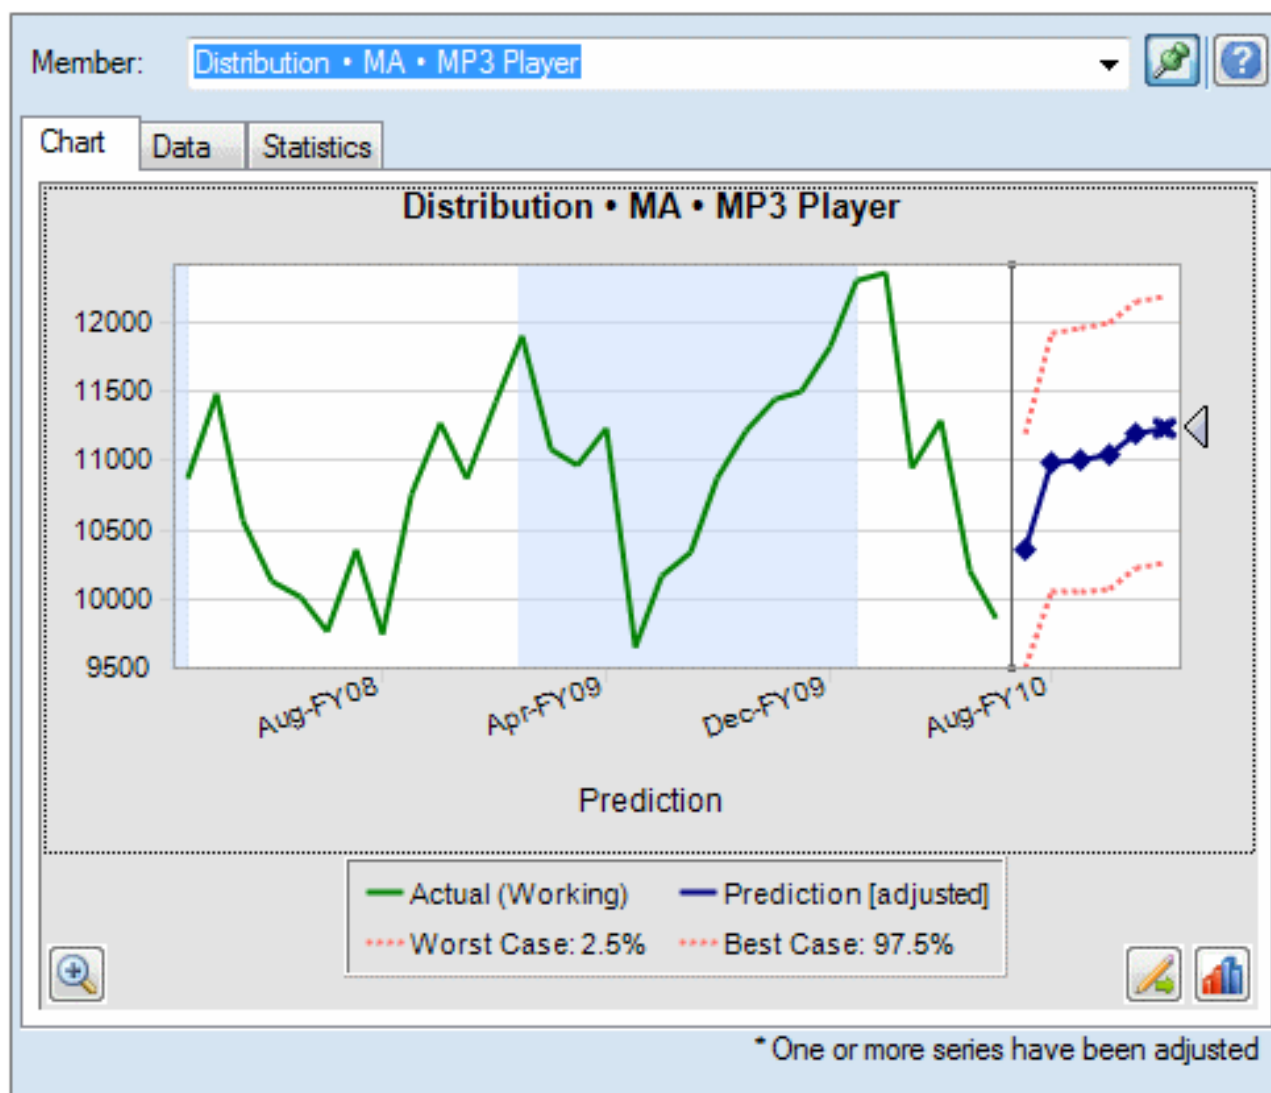 Member: Distribution • MA • MP3 Player ?
Chart Data Statistics
Distribution • MA • MP3 Player
12000
11500
11000
10500
10000
9500
Aug-FY08 Apr-FY09 Dec-FY09 Aug-FY10
Prediction
Actual (Working) Prediction [adjusted]
Worst Case: 2.5% Best Case: 97.5%
* One or more series have been adjusted